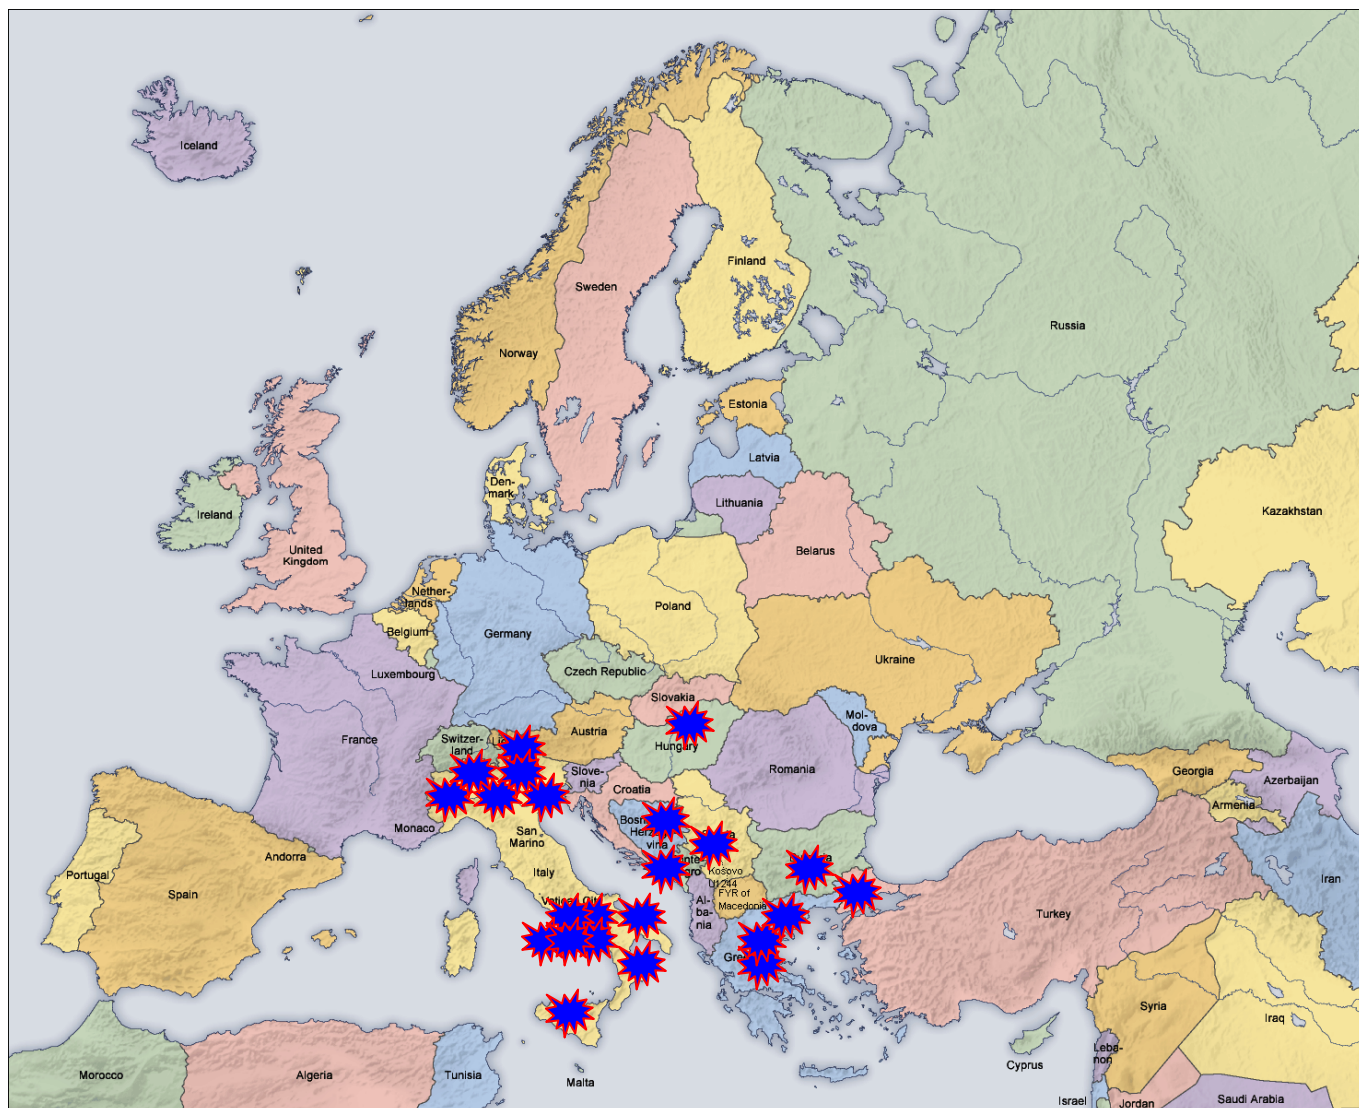 Iceland
Finland
Sweden
Russia
Norway
Estonia
Latvia
Den-
mark
Lithuania
Ireland
Kazakhstan
United
Kingdom
Belarus
Nether-
lands
Poland
Belgium
Germany
Ukraine
Czech Republic
Luxembourg
Slovakia
Mol-
dova
Austria
Switzer-
land
France
Hungary
Romania
Slove-
nia
Georgia
Azerbaijan
Croatia
Armenia
Monaco
San
Marino
Herz
vina
Andorra
Italy
Portugal
Kosovo
U1244
Iran
Spain
FYR of
Macedonia
Al-
ba-
nia
Turkey
Syria
Iraq
Cyprus
Leba-
non
Morocco
Algeria
Tunisia
Malta
Israel
Jordan
Saudi Arabia